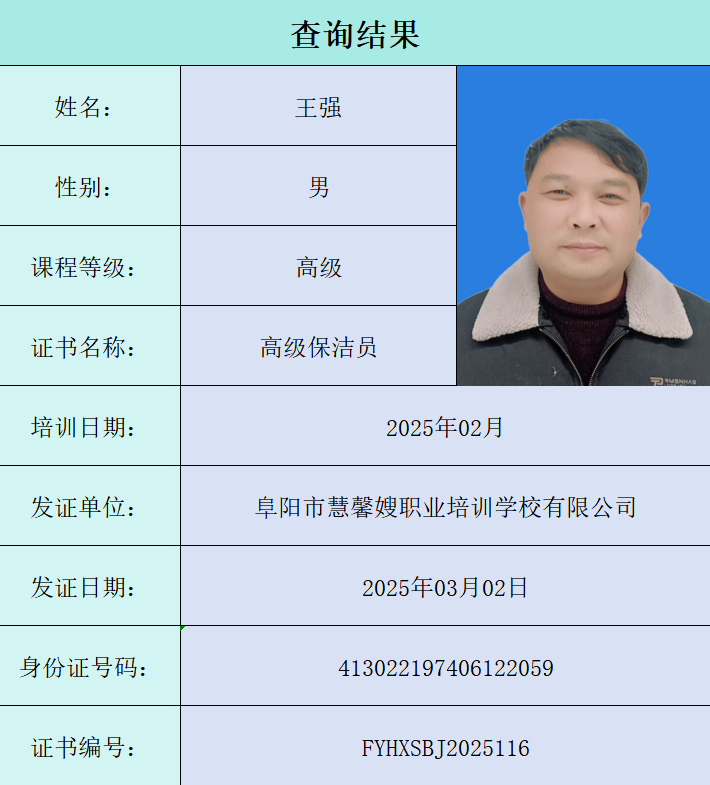 查询结果
姓名： 王强
性别： 男
课程等级： 高级
证书名称： 高级保洁员
培训日期： 2025年02月
发证单位： 阜阳市慧馨嫂职业培训学校有限公司
发证日期： 2025年03月02日
身份证号码： 413022197406122059
证书编号： FYHXSBJ2025116